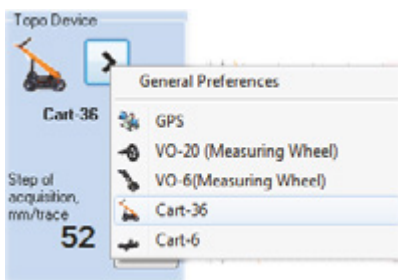 Topo Device
General Preferences
Cart-36
GPS
VO-20 (Measuring Wheel)
VO-6(Measuring Wheel)
Step of
acquisition,
mm/trace
52
Cart-36
Cart-6